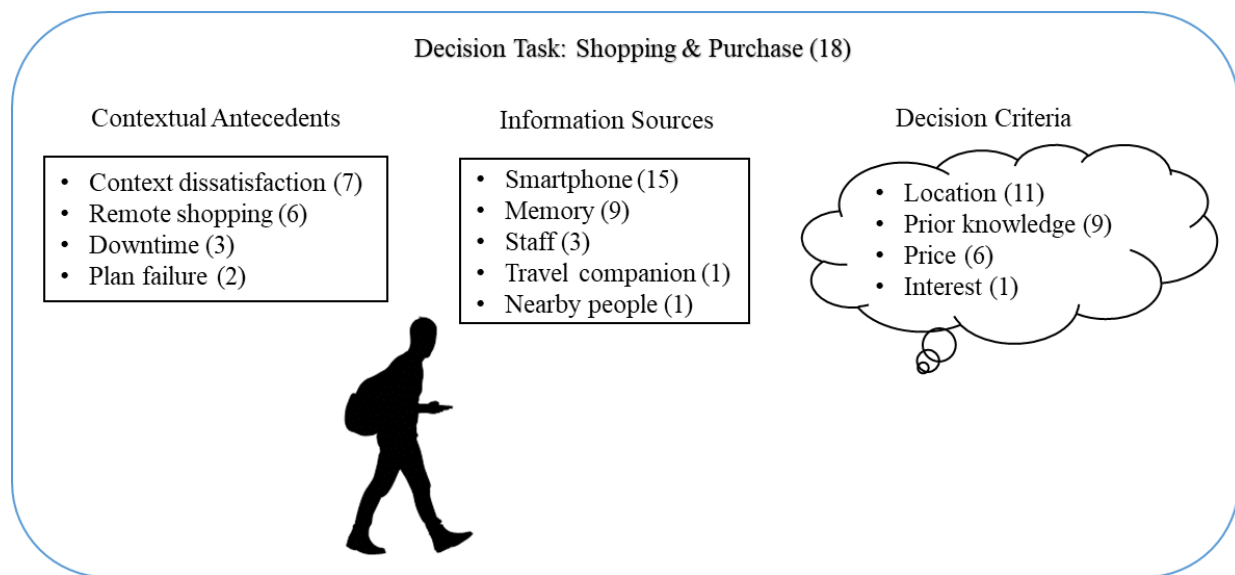 Decision Task: Shopping & Purchase (18)
Contextual Antecedents
• Context dissatisfaction (7)
• Remote shopping (6)
• Downtime (3)
• Plan failure (2)
Information Sources
• Smartphone (15)
• Memory (9)
• Staff (3)
• Travel companion (1)
• Nearby people (1)
Decision Criteria
• Location (11)
• Prior knowledge (9)
• Price (6)
• Interest (1)